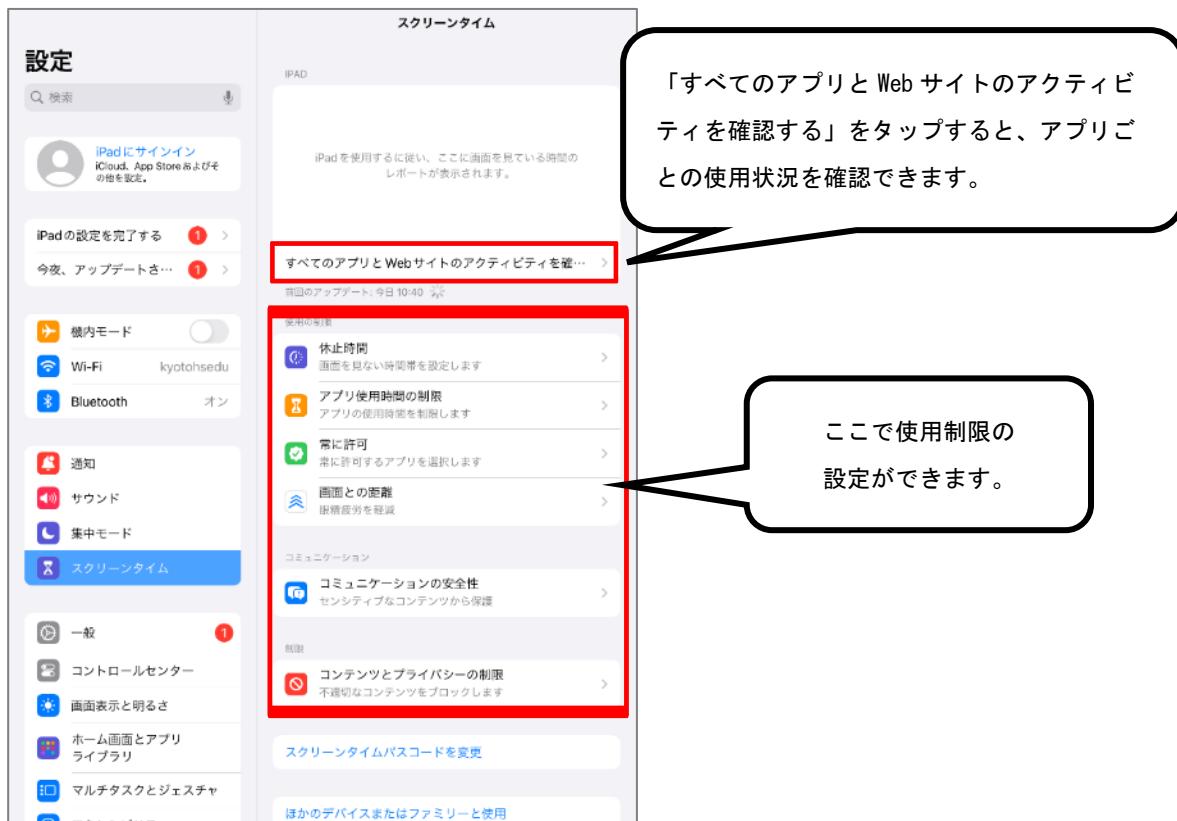 設定
検索
iPadにサインイン
iCloud、App Storeおよびそ
の他を設定。
iPadの設定を完了する 1
今夜、アップデートさ… 1
機内モード
Wi-Fi kyotohsedu
Bluetooth オン
通知
サウンド
集中モード
スクリーンタイム
一般 1
コントロールセンター
画面表示と明るさ
ホーム画面とアプリ
ライブラリ
マルチタスクとジェスチャ
スクリーンタイム
IPAD
iPadを使用するに従い、ここに画面を見ている時間の
レポートが表示されます。
すべてのアプリとWebサイトのアクティビティを確…
前回のアップデート: 今日 10:40
使用の制限
休止時間
画面を見ない時間帯を設定します
アプリ使用時間の制限
アプリの使用時間を制限します
常に許可
常に許可するアプリを選択します
画面との距離
眼精疲労を軽減
コミュニケーション
コミュニケーションの安全性
センシティブなコンテンツから保護
制限
コンテンツとプライバシーの制限
不適切なコンテンツをブロックします
スクリーンタイムパスコードを変更
ほかのデバイスまたはファミリーと使用
「すべてのアプリと Web サイトのアクティビ
ティを確認する」をタップすると、アプリご
との使用状況を確認できます。
ここで使用制限の
設定ができます。